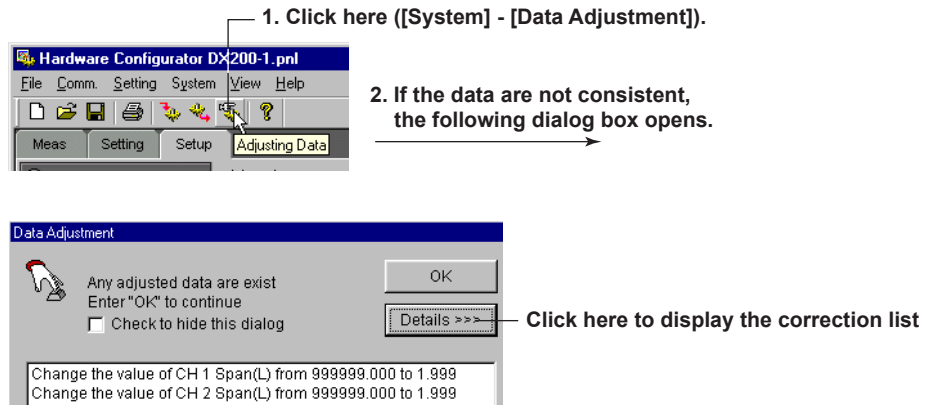 1. Click here ([System] - [Data Adjustment]).
Hardware Configurator DX200-1.pnl
File Comm. Setting System View Help
2. If the data are not consistent,
the following dialog box opens.
Meas Setting Setup Adjusting Data
Data Adjustment
Any adjusted data are exist
Enter "OK" to continue
Check to hide this dialog
OK
Details >>>
Click here to display the correction list
Change the value of CH 1 Span(L) from 999999.000 to 1.999
Change the value of CH 2 Span(L) from 999999.000 to 1.999